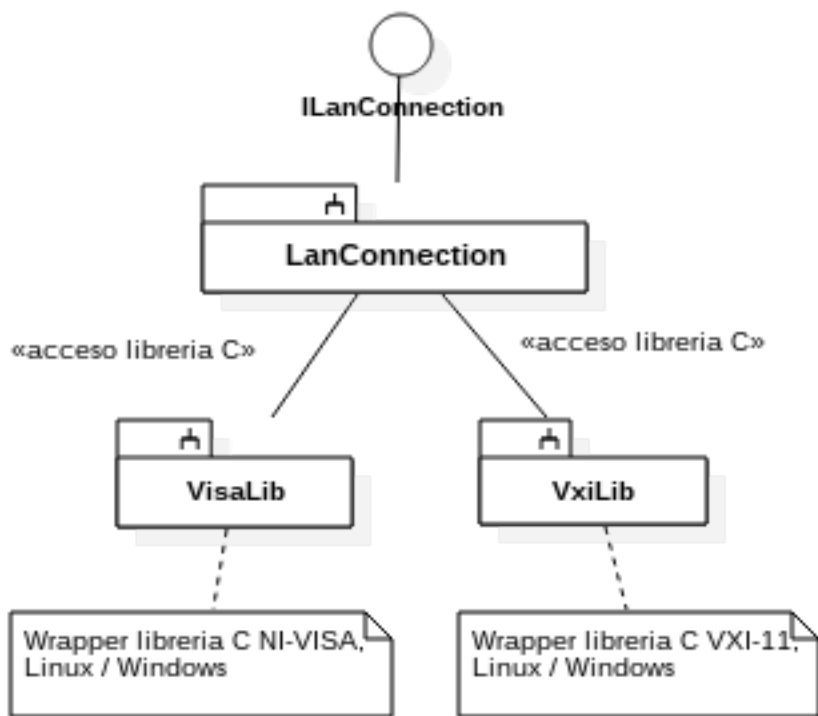 ILanConnection
LanConnection
«acceso libreria C»
«acceso libreria C»
VisaLib
VxiLib
Wrapper libreria C NI-VISA,
Linux / Windows
Wrapper libreria C VXI-11,
Linux / Windows